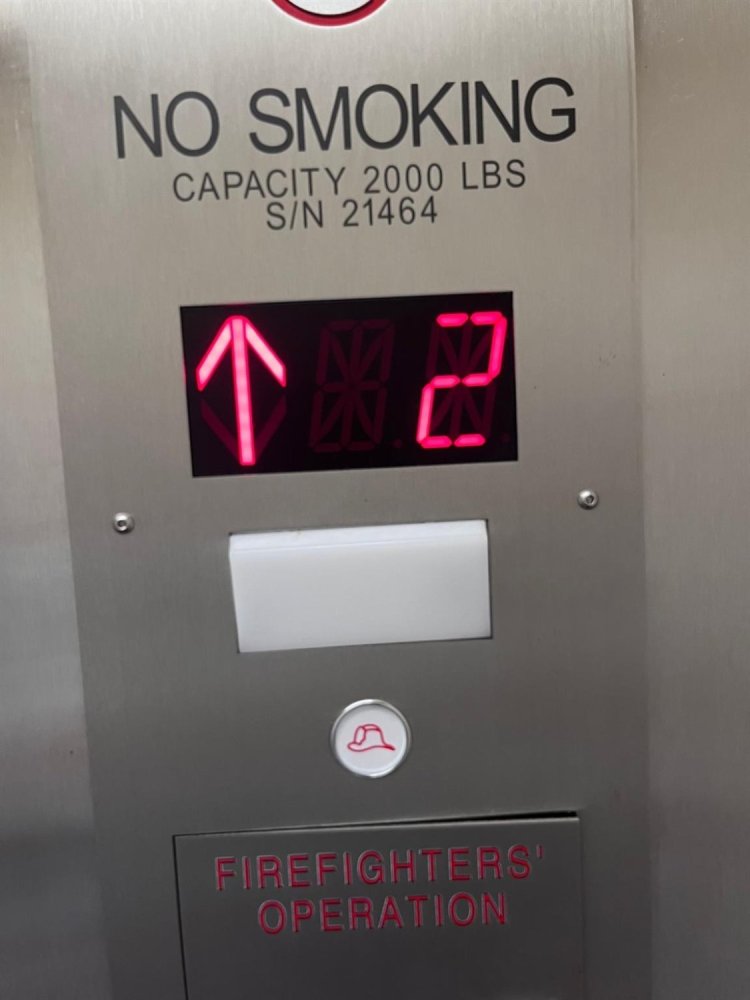 NO SMOKING
CAPACITY 2000 LBS
S/N 21464
2
FIREFIGHTERS'
OPERATION